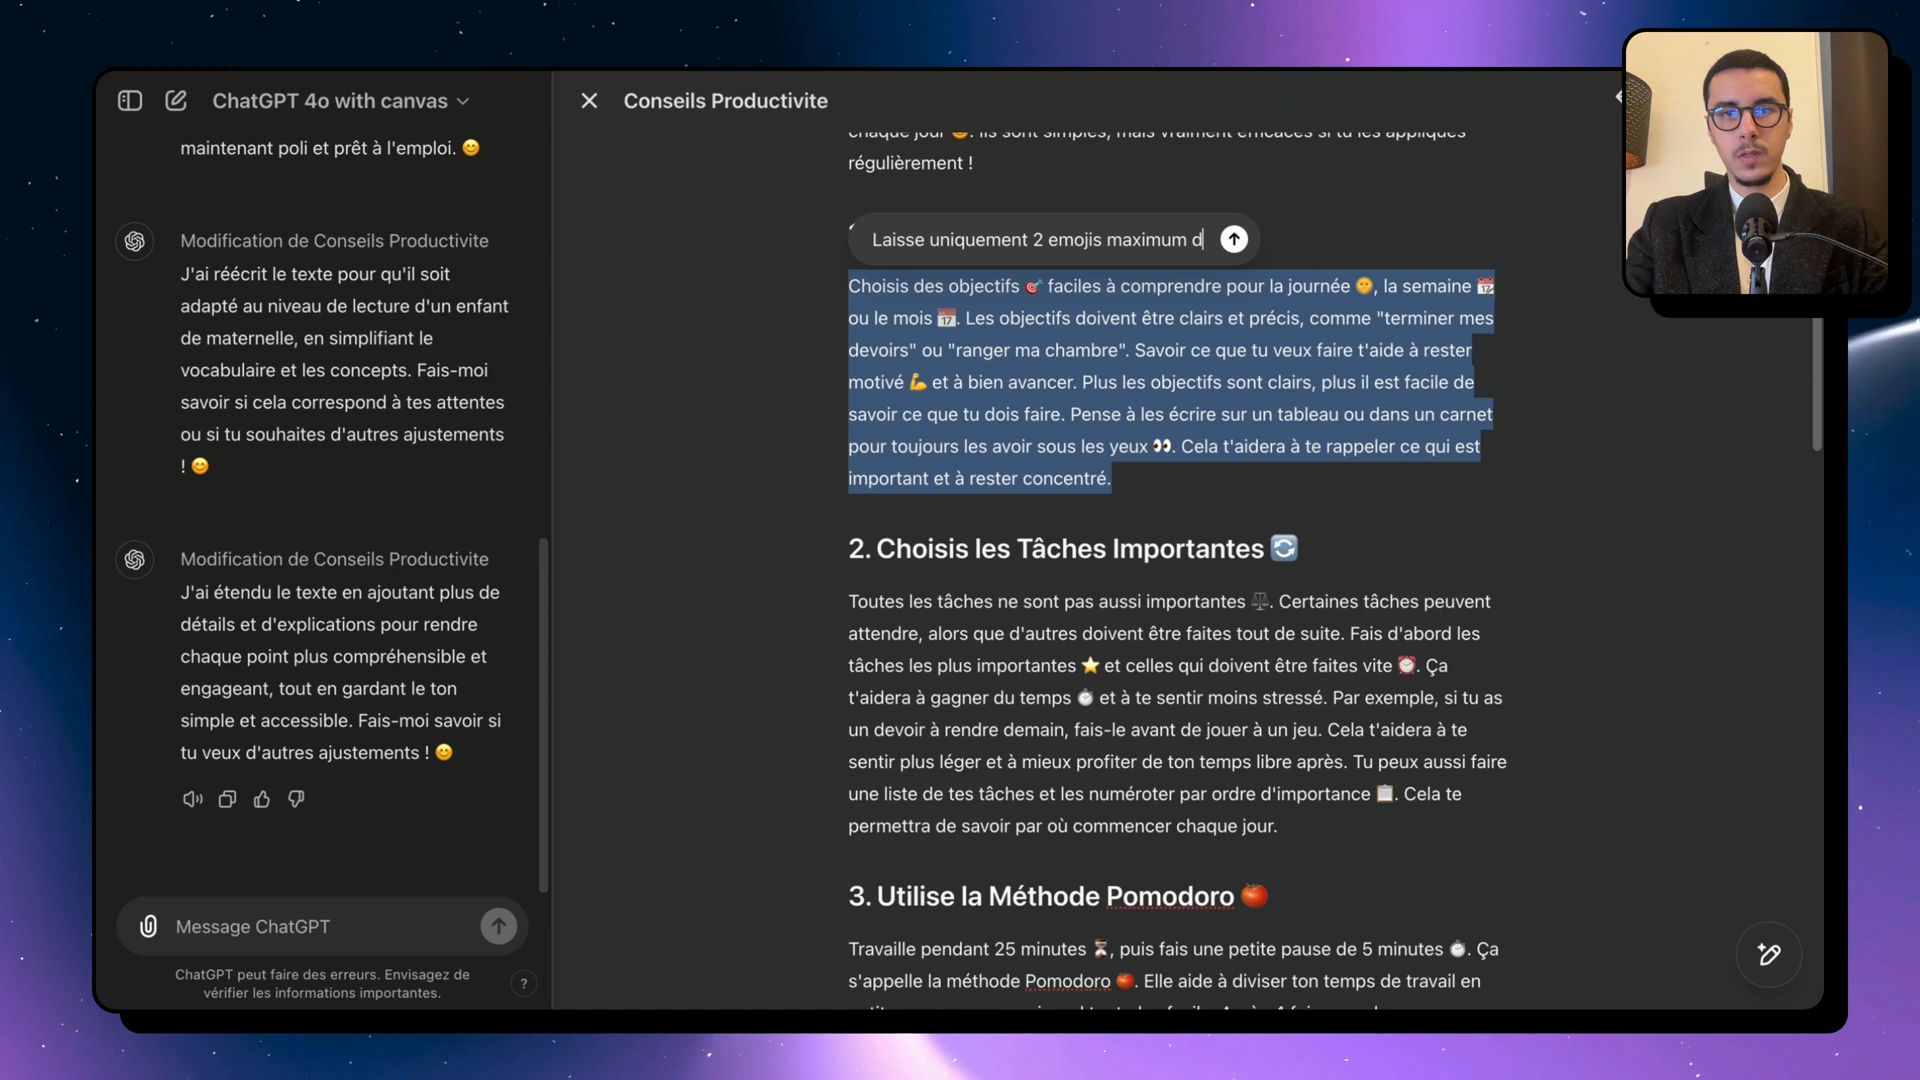 ChatGPT 4o with canvas
maintenant poli et prêt à l'emploi. 😊
Modification de Conseils Productivite
J'ai réécrit le texte pour qu'il soit
adapté au niveau de lecture d'un enfant
de maternelle, en simplifiant le
vocabulaire et les concepts. Fais-moi
savoir si cela correspond à tes attentes
ou si tu souhaites d'autres ajustements
! 😊
Modification de Conseils Productivite
J'ai étendu le texte en ajoutant plus de
détails et d'explications pour rendre
chaque point plus compréhensible et
engageant, tout en gardant le ton
simple et accessible. Fais-moi savoir si
tu veux d'autres ajustements ! 😊
Message ChatGPT
ChatGPT peut faire des erreurs. Envisagez de
vérifier les informations importantes.
?
Conseils Productivite
chaque jour 🌞. Ils sont simples, mais vraiment efficaces si tu les appliques
régulièrement !
Laisse uniquement 2 emojis maximum d
Choisis des objectifs 🎯 faciles à comprendre pour la journée 🌞, la semaine 📆
ou le mois 📅. Les objectifs doivent être clairs et précis, comme "terminer mes
devoirs" ou "ranger ma chambre". Savoir ce que tu veux faire t'aide à rester
motivé 💪 et à bien avancer. Plus les objectifs sont clairs, plus il est facile de
savoir ce que tu dois faire. Pense à les écrire sur un tableau ou dans un carnet
pour toujours les avoir sous les yeux 👀. Cela t'aidera à te rappeler ce qui est
important et à rester concentré.
2. Choisis les Tâches Importantes 🔄
Toutes les tâches ne sont pas aussi importantes ⚖️. Certaines tâches peuvent
attendre, alors que d'autres doivent être faites tout de suite. Fais d'abord les
tâches les plus importantes ⭐ et celles qui doivent être faites vite ⏰. Ça
t'aidera à gagner du temps ⏱️ et à te sentir moins stressé. Par exemple, si tu as
un devoir à rendre demain, fais-le avant de jouer à un jeu. Cela t'aidera à te
sentir plus léger et à mieux profiter de ton temps libre après. Tu peux aussi faire
une liste de tes tâches et les numéroter par ordre d'importance 📋. Cela te
permettra de savoir par où commencer chaque jour.
3. Utilise la Méthode Pomodoro 🍅
Travaille pendant 25 minutes ⏳, puis fais une petite pause de 5 minutes ⏱️. Ça
s'appelle la méthode Pomodoro 🍅. Elle aide à diviser ton temps de travail en